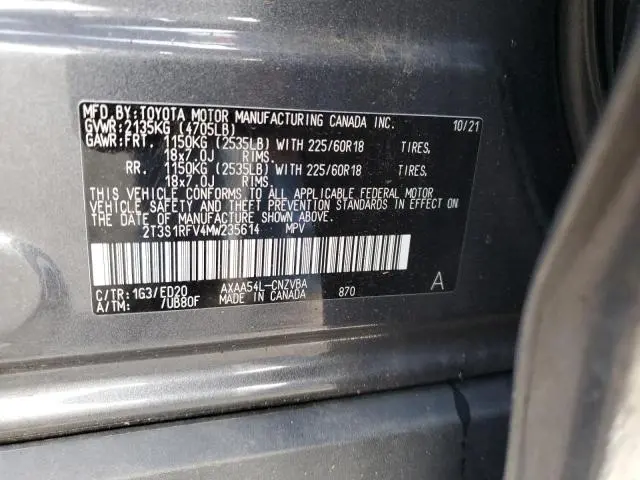 MFD.BY:TOYOTA MOTOR MANUFACTURING CANADA INC. 10/21
GVWR:2135KG (4705LB)
GAWR:FRT. 1150KG (2535LB) WITH 225/60R18 TIRES,
18x7.0J RIMS.
RR. 1150KG (2535LB) WITH 225/60R18 TIRES,
18x7.0J RIMS.
THIS VEHICLE CONFORMS TO ALL APPLICABLE FEDERAL MOTOR
VEHICLE SAFETY AND THEFT PREVENTION STANDARDS IN EFFECT ON
THE DATE OF MANUFACTURE SHOWN ABOVE.
2T3S1RFV4MW235614 MPV
C/TR:1G3/ED20 AXAA54L-CNZVBA 870 A
A/TM: /UB80F MADE IN CANADA